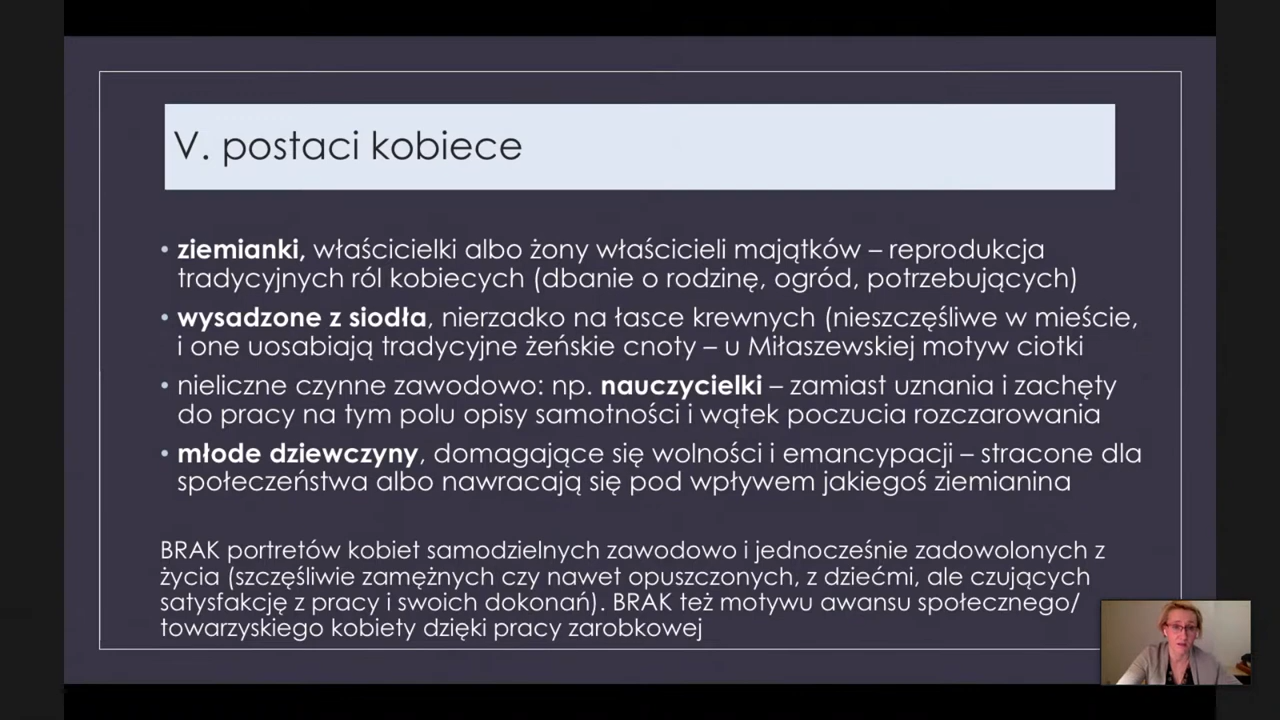 V. postaci kobiece
• ziemianki, właścicielki albo żony właścicieli majątków – reprodukcja
tradycyjnych ról kobiecych (dbanie o rodzinę, ogród, potrzebujących)
• wysadzone z siodła, nierzadko na łasce krewnych (nieszczęśliwe w mieście,
i one uosabiają tradycyjne żeńskie cnoty – u Miłaszewskiej motyw ciotki
• nieliczne czynne zawodowo: np. nauczycielki – zamiast uznania i zachęty
do pracy na tym polu opisy samotności i wątek poczucia rozczarowania
• młode dziewczyny, domagające się wolności i emancypacji – stracone dla
społeczeństwa albo nawracają się pod wpływem jakiegoś ziemianina
BRAK portretów kobiet samodzielnych zawodowo i jednocześnie zadowolonych z
życia (szczęśliwie zamężnych czy nawet opuszczonych, z dziećmi, ale czujących
satysfakcję z pracy i swoich dokonań). BRAK też motywu awansu społecznego/
towarzyskiego kobiety dzięki pracy zarobkowej